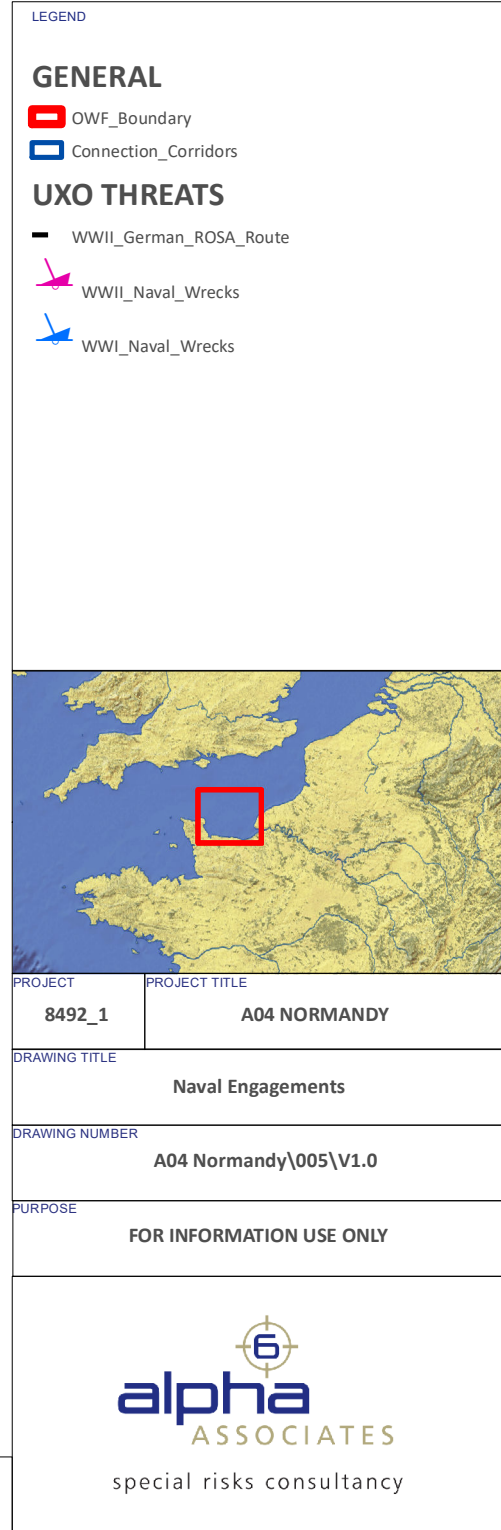 LEGEND
GENERAL
OWF_Boundary
Connection_Corridors
UXO THREATS
WWII_German_ROSA_Route
WWII_Naval_Wrecks
WWI_Naval_Wrecks
PROJECT
8492_1
PROJECT TITLE
A04 NORMANDY
DRAWING TITLE
Naval Engagements
DRAWING NUMBER
A04 Normandy\005\V1.0
PURPOSE
FOR INFORMATION USE ONLY
6
alpha
ASSOCIATES
special risks consultancy